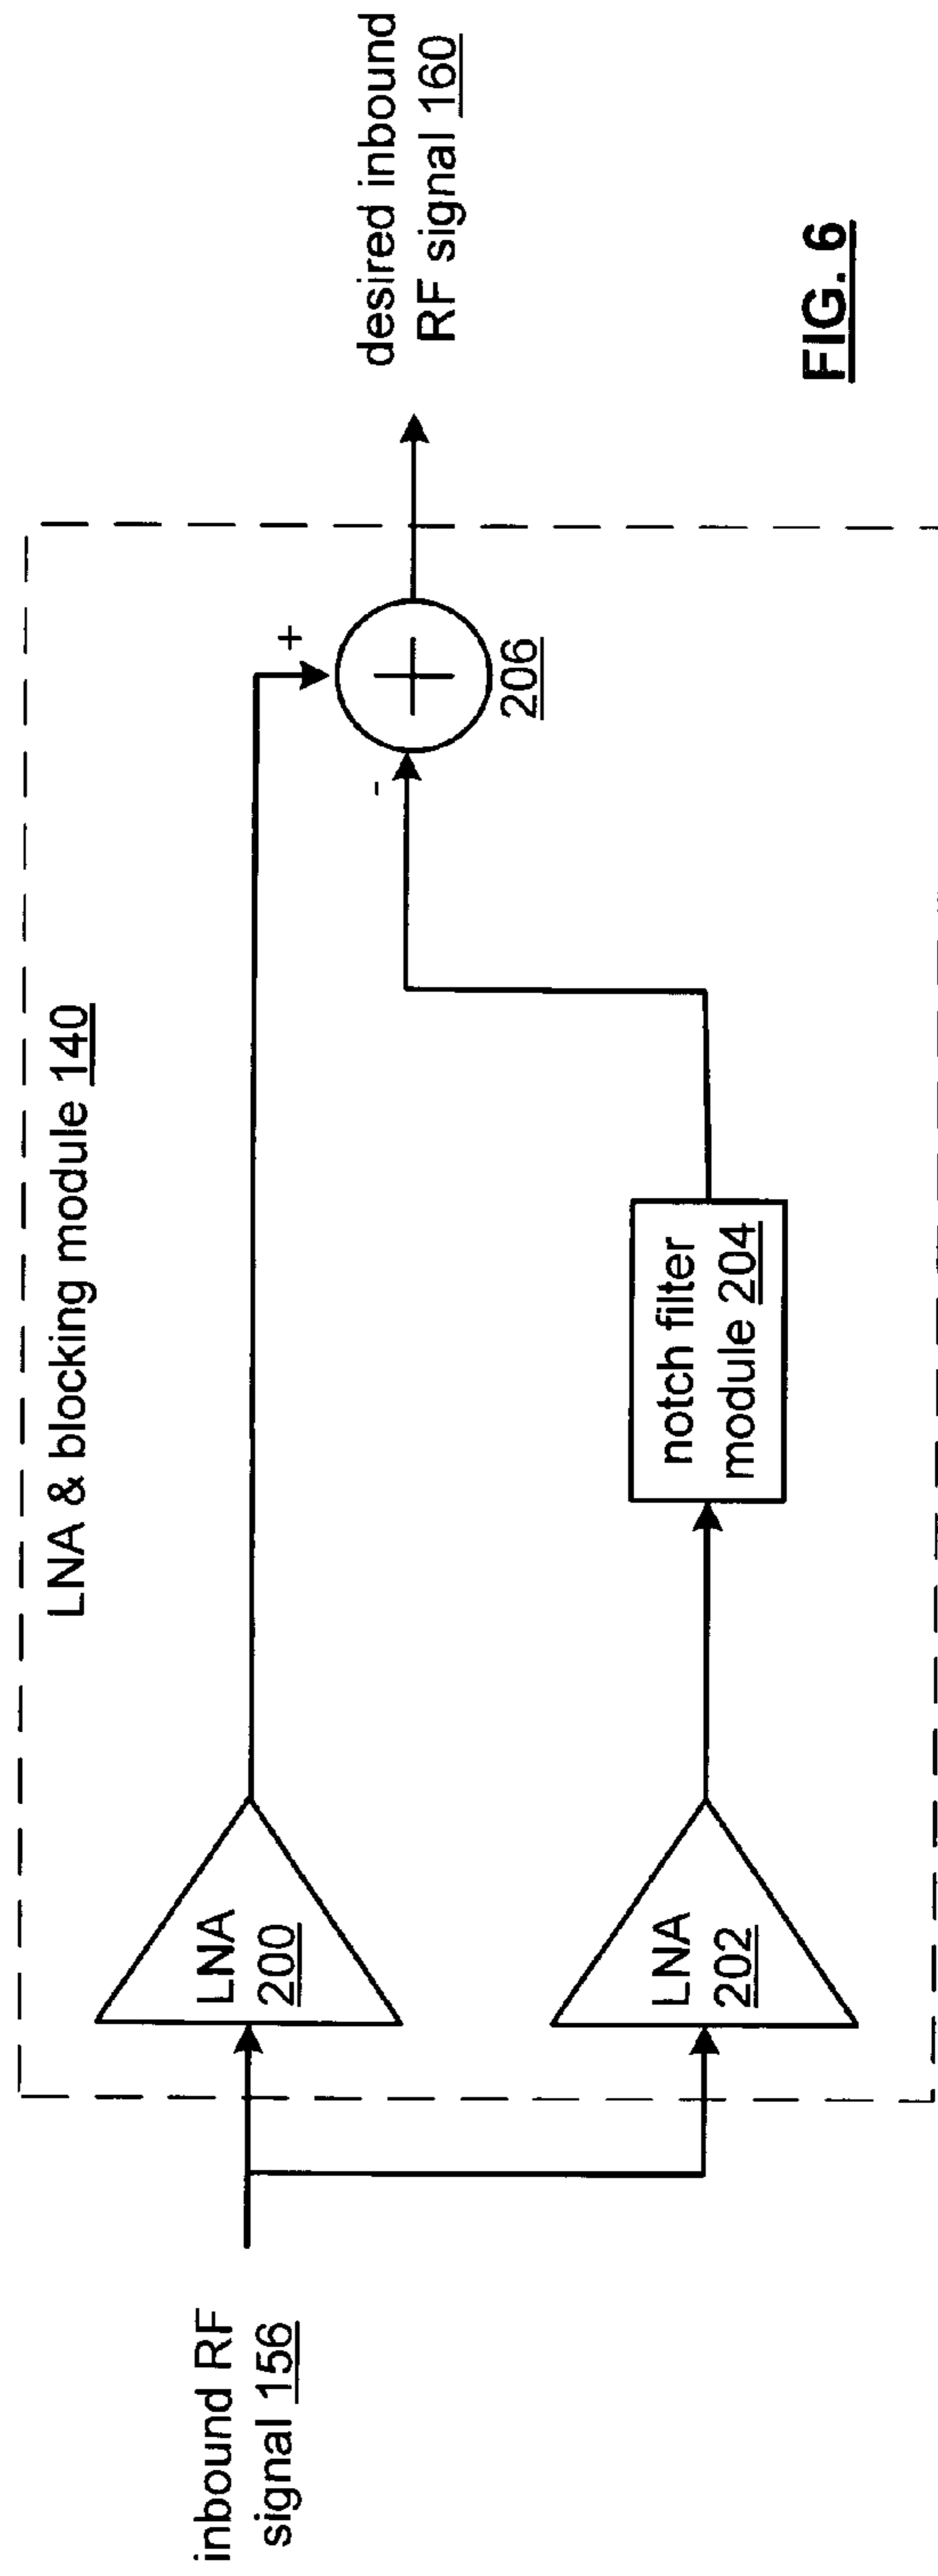 LNA & blocking module 140
inbound RF
signal 156
LNA
200
LNA
202
notch filter
module 204
+
-
206
desired inbound
RF signal 160
FIG. 6